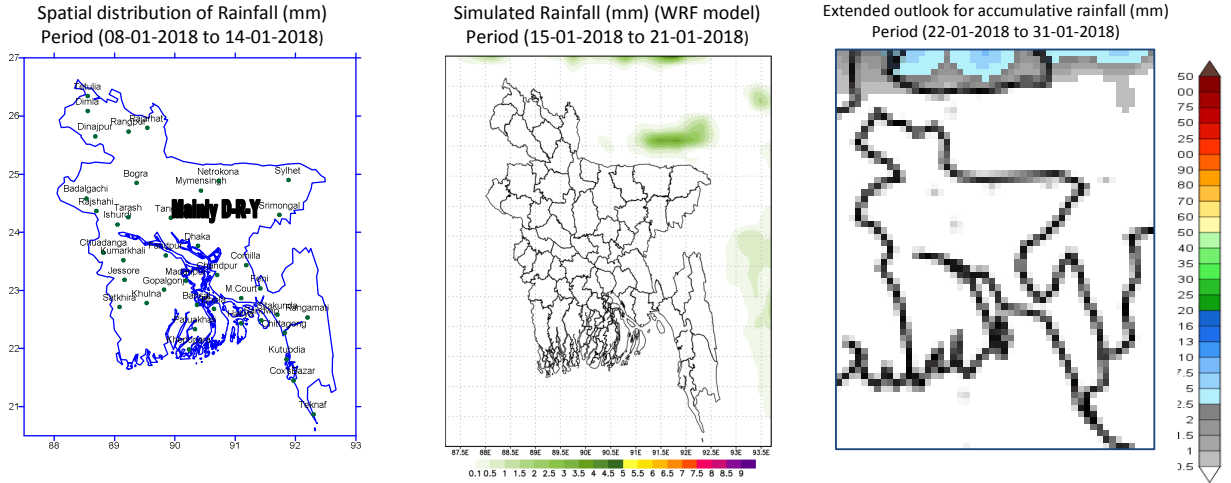 Spatial distribution of Rainfall (mm)
Period (08-01-2018 to 14-01-2018)
Simulated Rainfall (mm) (WRF model)
Period (15-01-2018 to 21-01-2018)
Extended outlook for accumulative rainfall (mm)
Period (22-01-2018 to 31-01-2018)
27
26
25
24
23
22
21
88
89
90
91
92
93
Tetulia
Dimla
Dinajpur
Rangpur
Rajarhat
Bogra
Netrokona
Mymensingh
Sylhet
Badalgachi
Rajshahi
Ishurdi
Tarash
Mainly D-R-Y
Srimongal
Dhaka
Chuadanga
Kumarkhali
Comilla
Jessore
Chandpur
Feni
Gopalgonj
M.Court
Khulna
Satkhira
Sitakunda
Rangamati
Patuakhali
Chittagong
Khepupara
Kutubdia
Cox'sBazar
Teknaf
87.5E 88E 88.5E 89E 89.5E 90E 90.5E 91E 91.5E 92E 92.5E 93E 93.5E
0.1 0.5 1 1.5 2 2.5 3 3.5 4 4.5 5 5.5 6 6.5 7 7.5 8 8.5 9
50
00
75
50
25
00
90
80
70
60
50
40
35
30
25
20
16
13
10
7.5
5
2.5
2
1.5
1
0.5